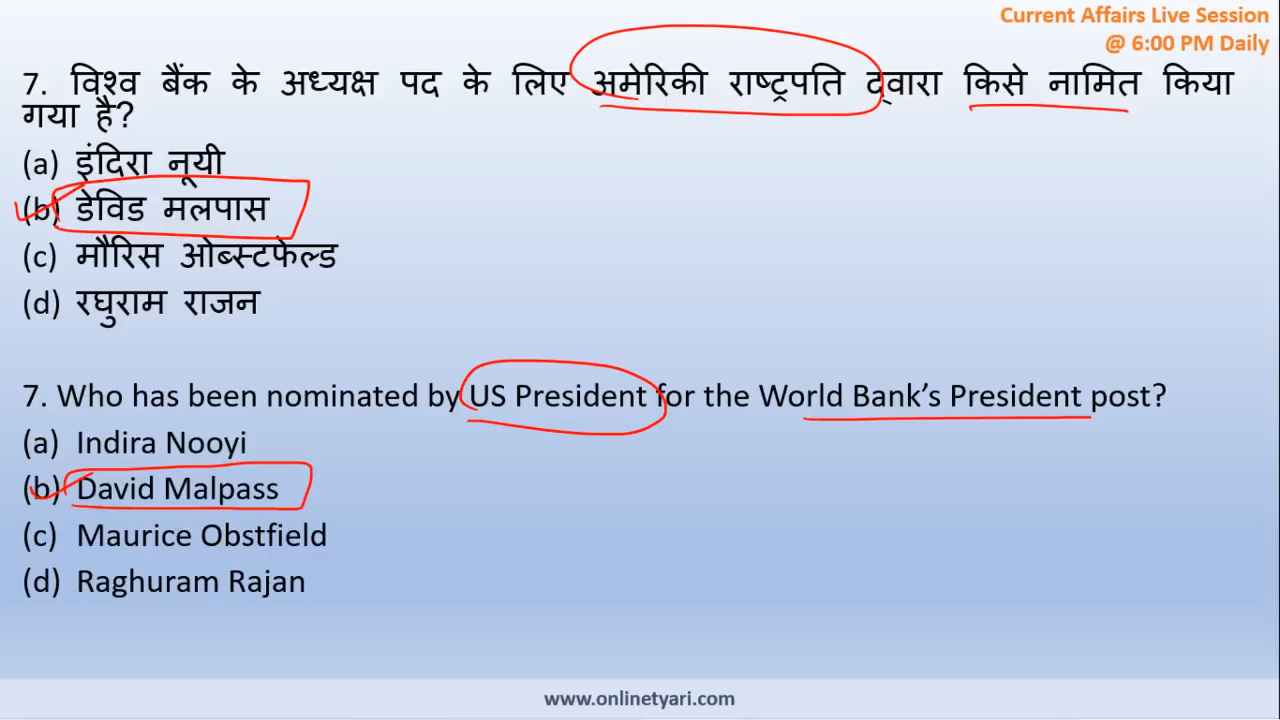 Current Affairs Live Session
@ 6:00 PM Daily
7. विश्व बैंक के अध्यक्ष पद के लिए अमेरिकी राष्ट्रपति द्वारा किसे नामित किया
गया है?
(a) इंदिरा नूयी
(b) डेविड मलपास
(c) मौरिस ओब्स्टफेल्ड
(d) रघुराम राजन
7. Who has been nominated by US President for the World Bank’s President post?
(a) Indira Nooyi
(b) David Malpass
(c) Maurice Obstfield
(d) Raghuram Rajan
www.onlinetyari.com